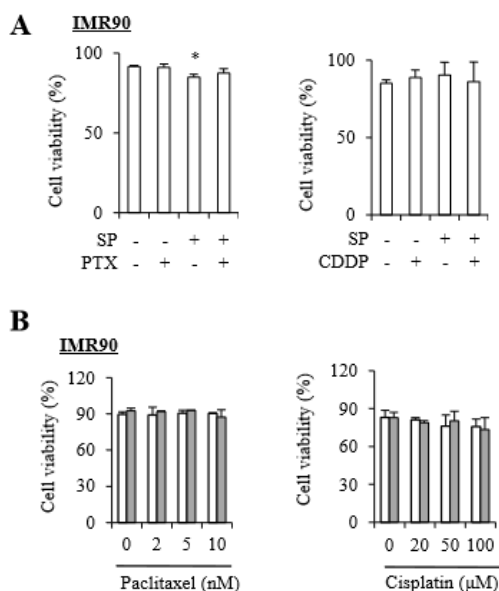 A
IMR90
*
Cell viability (%)
100
50
0
SP - - + +
PTX - + - +
Cell viability (%)
100
50
0
SP - - + +
CDDP - + - +
B
IMR90
Cell viability (%)
120
90
60
30
0
0 2 5 10
Paclitaxel (nM)
Cell viability (%)
120
90
60
30
0
0 20 50 100
Cisplatin (μM)